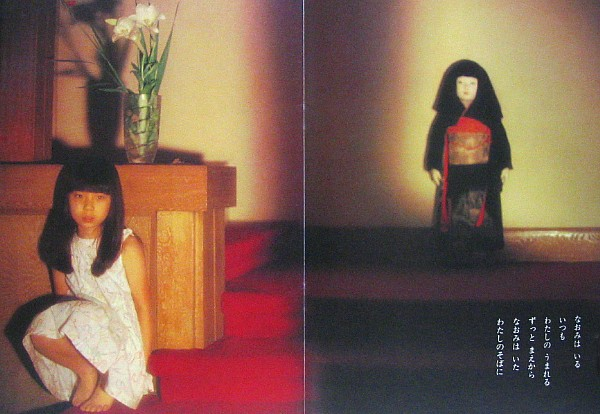 なおみは いる
いつも
わたしの うまれる
ずっと まえから
なおみは いた
わたしのそばに